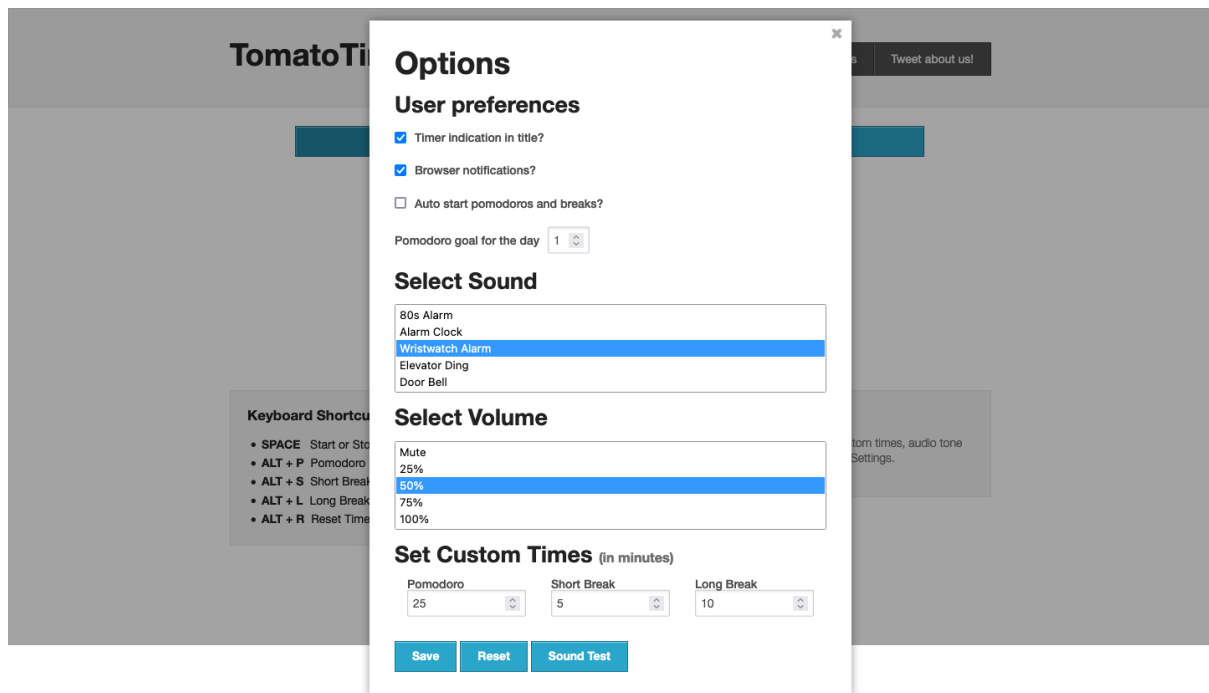 TomatoTi
s
Tweet about us!
✖
Options
User preferences
Timer indication in title?
Browser notifications?
Auto start pomodoros and breaks?
Pomodoro goal for the day 1
Select Sound
80s Alarm
Alarm Clock
Wristwatch Alarm
Elevator Ding
Door Bell
Select Volume
Mute
25%
50%
75%
100%
Set Custom Times (in minutes)
Pomodoro Short Break Long Break
25 5 10
Save Reset Sound Test
Keyboard Shortcu
• SPACE Start or Sto
• ALT + P Pomodoro
• ALT + S Short Break
• ALT + L Long Break
• ALT + R Reset Time
tom times, audio tone
Settings.